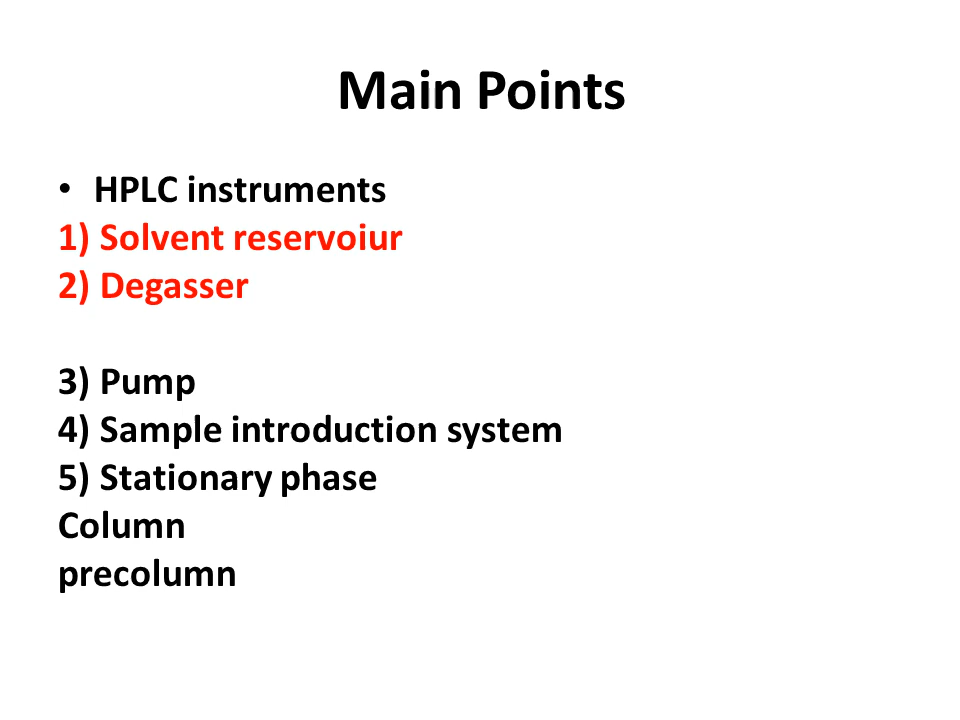 Main Points
• HPLC instruments
1) Solvent reservoiur
2) Degasser
3) Pump
4) Sample introduction system
5) Stationary phase
Column
precolumn